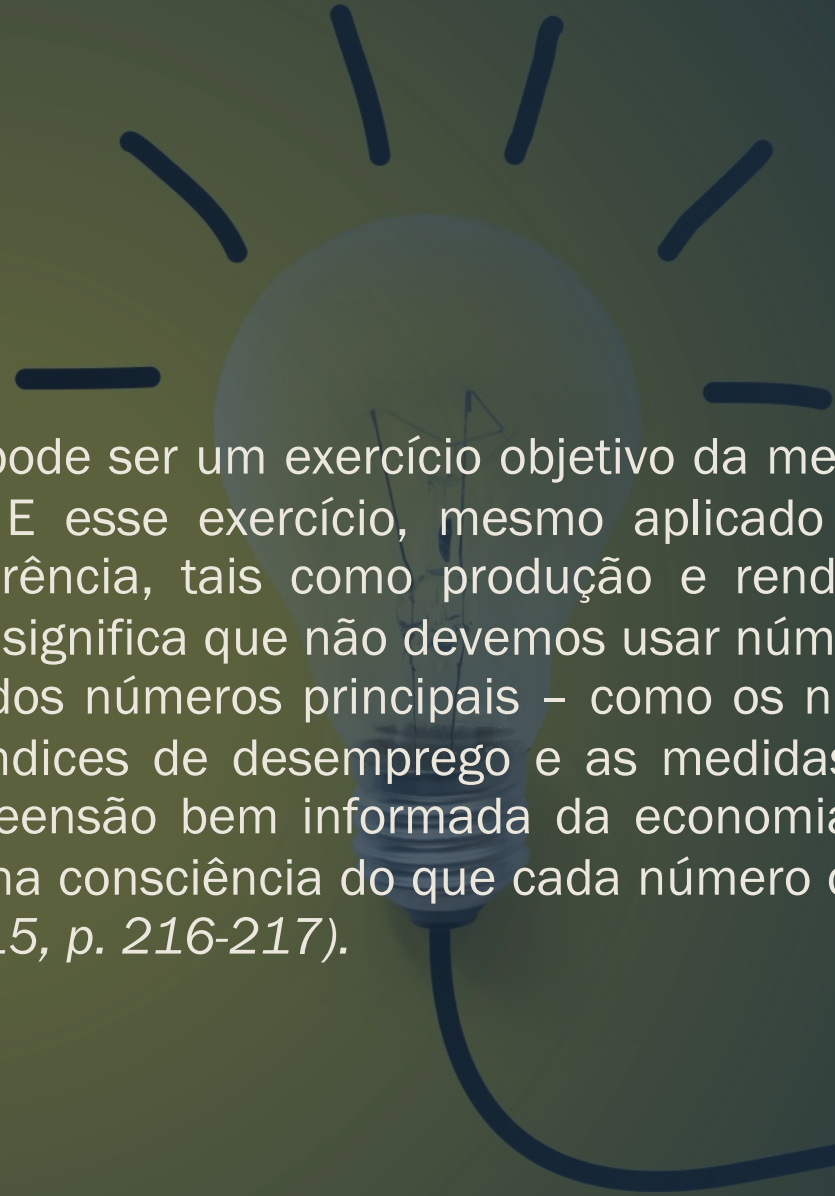 pode ser um exercício objetivo da me
E esse exercício, mesmo aplicado
rência, tais como produção e rend
significa que não devemos usar núm
dos números principais – como os n
ndices de desemprego e as medidas
eensão bem informada da economia
na consciência do que cada número
15, p. 216-217).